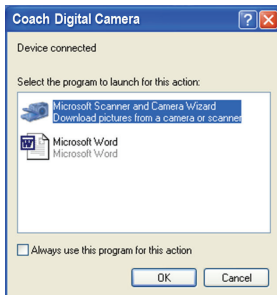 Coach Digital Camera
Device connected
Select the program to launch for this action:
Microsoft Scanner and Camera Wizard
Download pictures from a camera or scanner
Microsoft Word
Microsoft Word
Always use this program for this action
OK Cancel